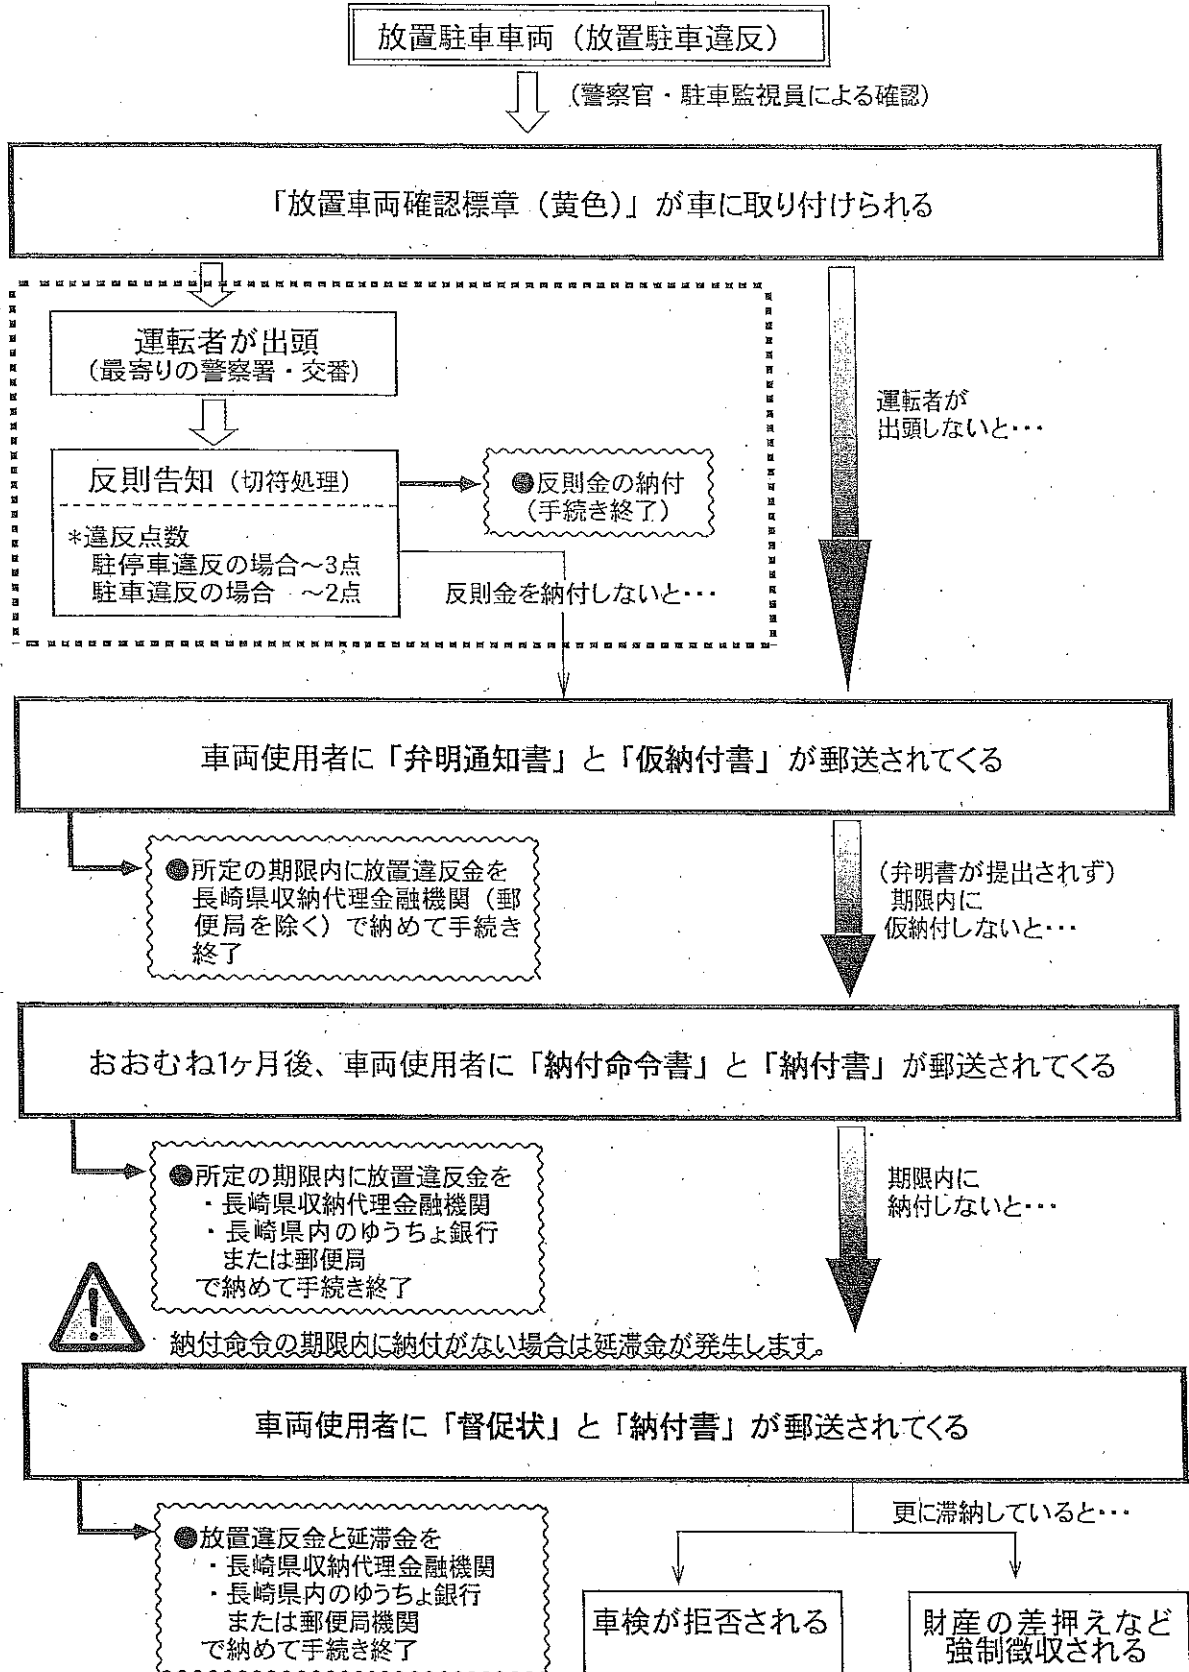 放置駐車車両（放置駐車違反）
（警察官・駐車監視員による確認）
「放置車両確認標章（黄色）」が車に取り付けられる
運転者が出頭
（最寄りの警察署・交番）
運転者が
出頭しないと･･･
反則告知（切符処理）
●反則金の納付
（手続き終了）
*違反点数
駐停車違反の場合～3点
駐車違反の場合　～2点
反則金を納付しないと･･･
車両使用者に「弁明通知書」と「仮納付書」が郵送されてくる
●所定の期限内に放置違反金を
長崎県収納代理金融機関（郵
便局を除く）で納めて手続き
終了
（弁明書が提出されず）
期限内に
仮納付しないと･･･
おおむね1ヶ月後、車両使用者に「納付命令書」と「納付書」が郵送されてくる
●所定の期限内に放置違反金を
・長崎県収納代理金融機関
・長崎県内のゆうちょ銀行
または郵便局
で納めて手続き終了
期限内に
納付しないと･･･
納付命令の期限内に納付がない場合は延滞金が発生します。
車両使用者に「督促状」と「納付書」が郵送されてくる
更に滞納していると･･･
●放置違反金と延滞金を
・長崎県収納代理金融機関
・長崎県内のゆうちょ銀行
または郵便局機関
で納めて手続き終了
車検が拒否される
財産の差押えなど
強制徴収される